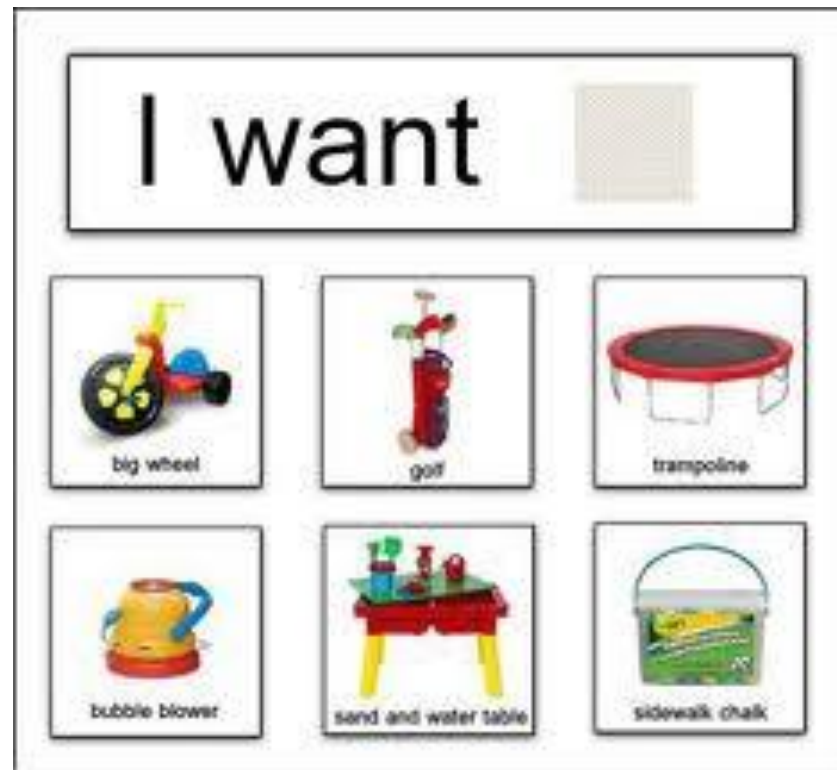 I want
big wheel
golf
trampoline
bubble blower
sand and water table
sidewalk chalk